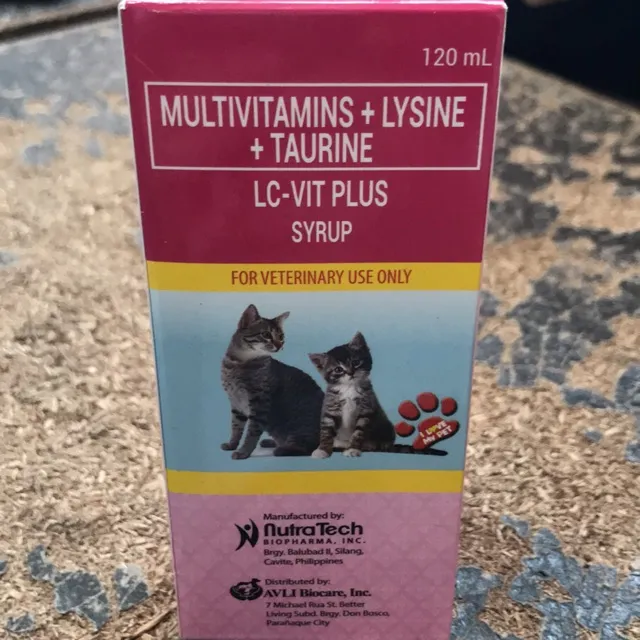 120 mL
MULTIVITAMINS + LYSINE
+ TAURINE
LC-VIT PLUS
SYRUP
FOR VETERINARY USE ONLY
I LOVE
MY PET
Manufactured by:
NutraTech
BIOPHARMA, INC.
Brgy. Balubad II, Silang,
Cavite, Philippines
Distributed by:
AVLI Biocare, Inc.
7 Michael Rua St. Better
Living Subd. Brgy. Don Bosco,
Parañaque City